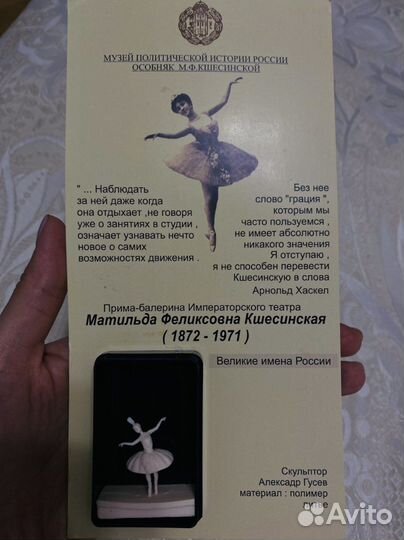 МУЗЕЙ ПОЛИТИЧЕСКОЙ ИСТОРИИ РОССИИ
ОСОБНЯК М.Ф.КШЕСИНСКОЙ
" ... Наблюдать
за ней даже когда
она отдыхает ,не говоря
уже о занятиях в студии ,
означает узнавать нечто
новое о самих
возможностях движения .
Без нее
слово "грация ",
которым мы
часто пользуемся ,
не имеет абсолютно
никакого значения
Я отступаю ,
я не способен перевести
Кшесинскую в слова
Арнольд Хаскел
Прима-балерина Императорского театра
Матильда Феликсовна Кшесинская
( 1872 - 1971 )
Великие имена России
Скульптор
Алексадр Гусев
материал : полимер
литье
Avito